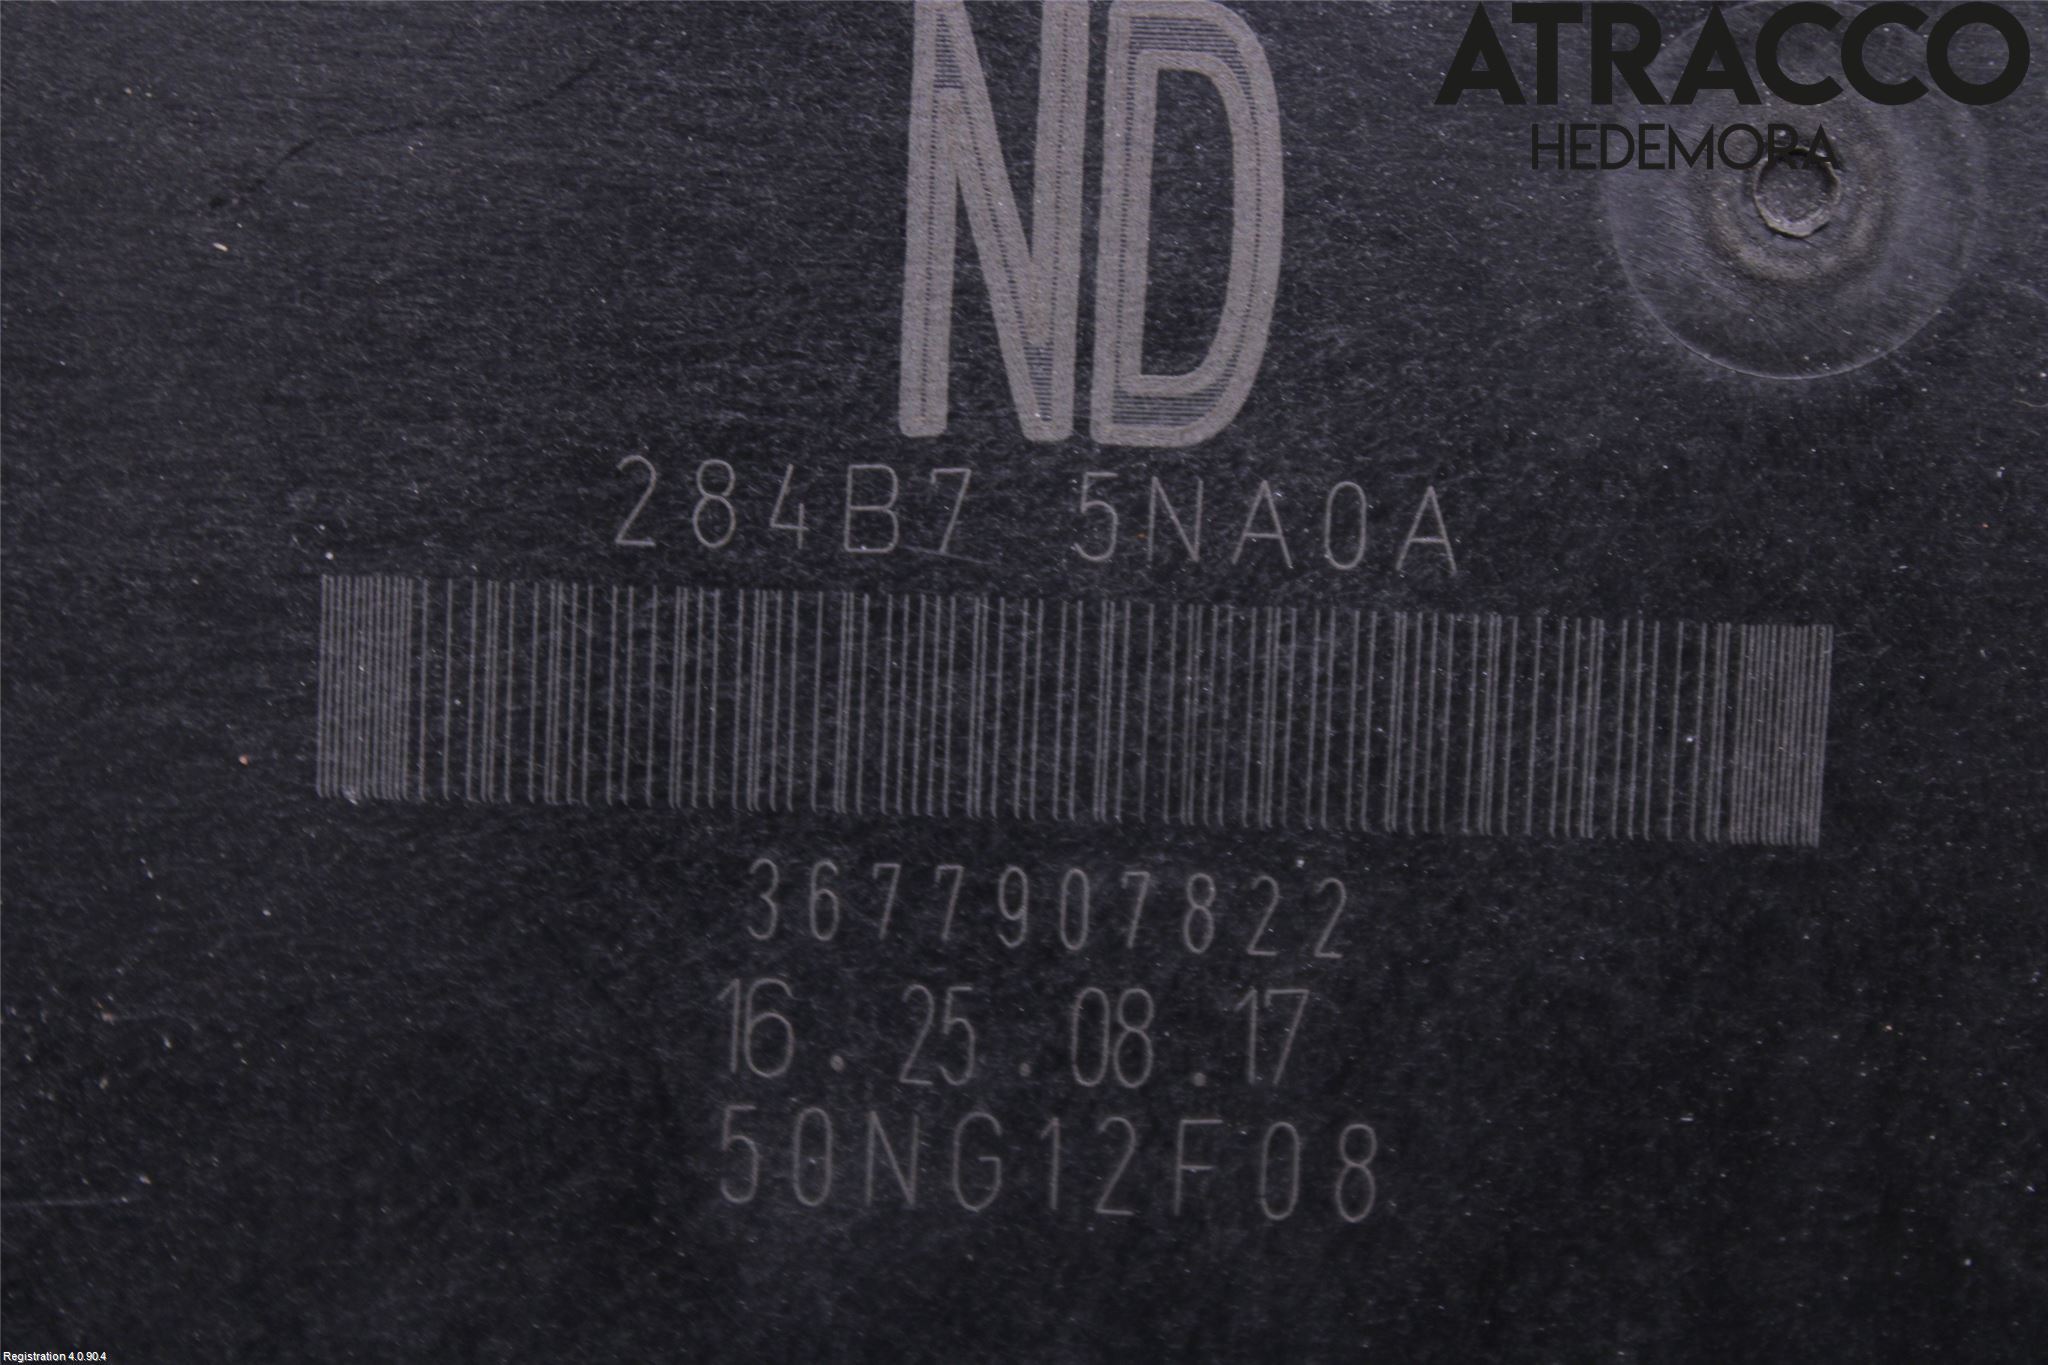 ATRACCO
HEDEMORA
ND
284B7 5NA0A
3677907822
16.25.08.17
50NG12F08
Registration 4.0.90.4